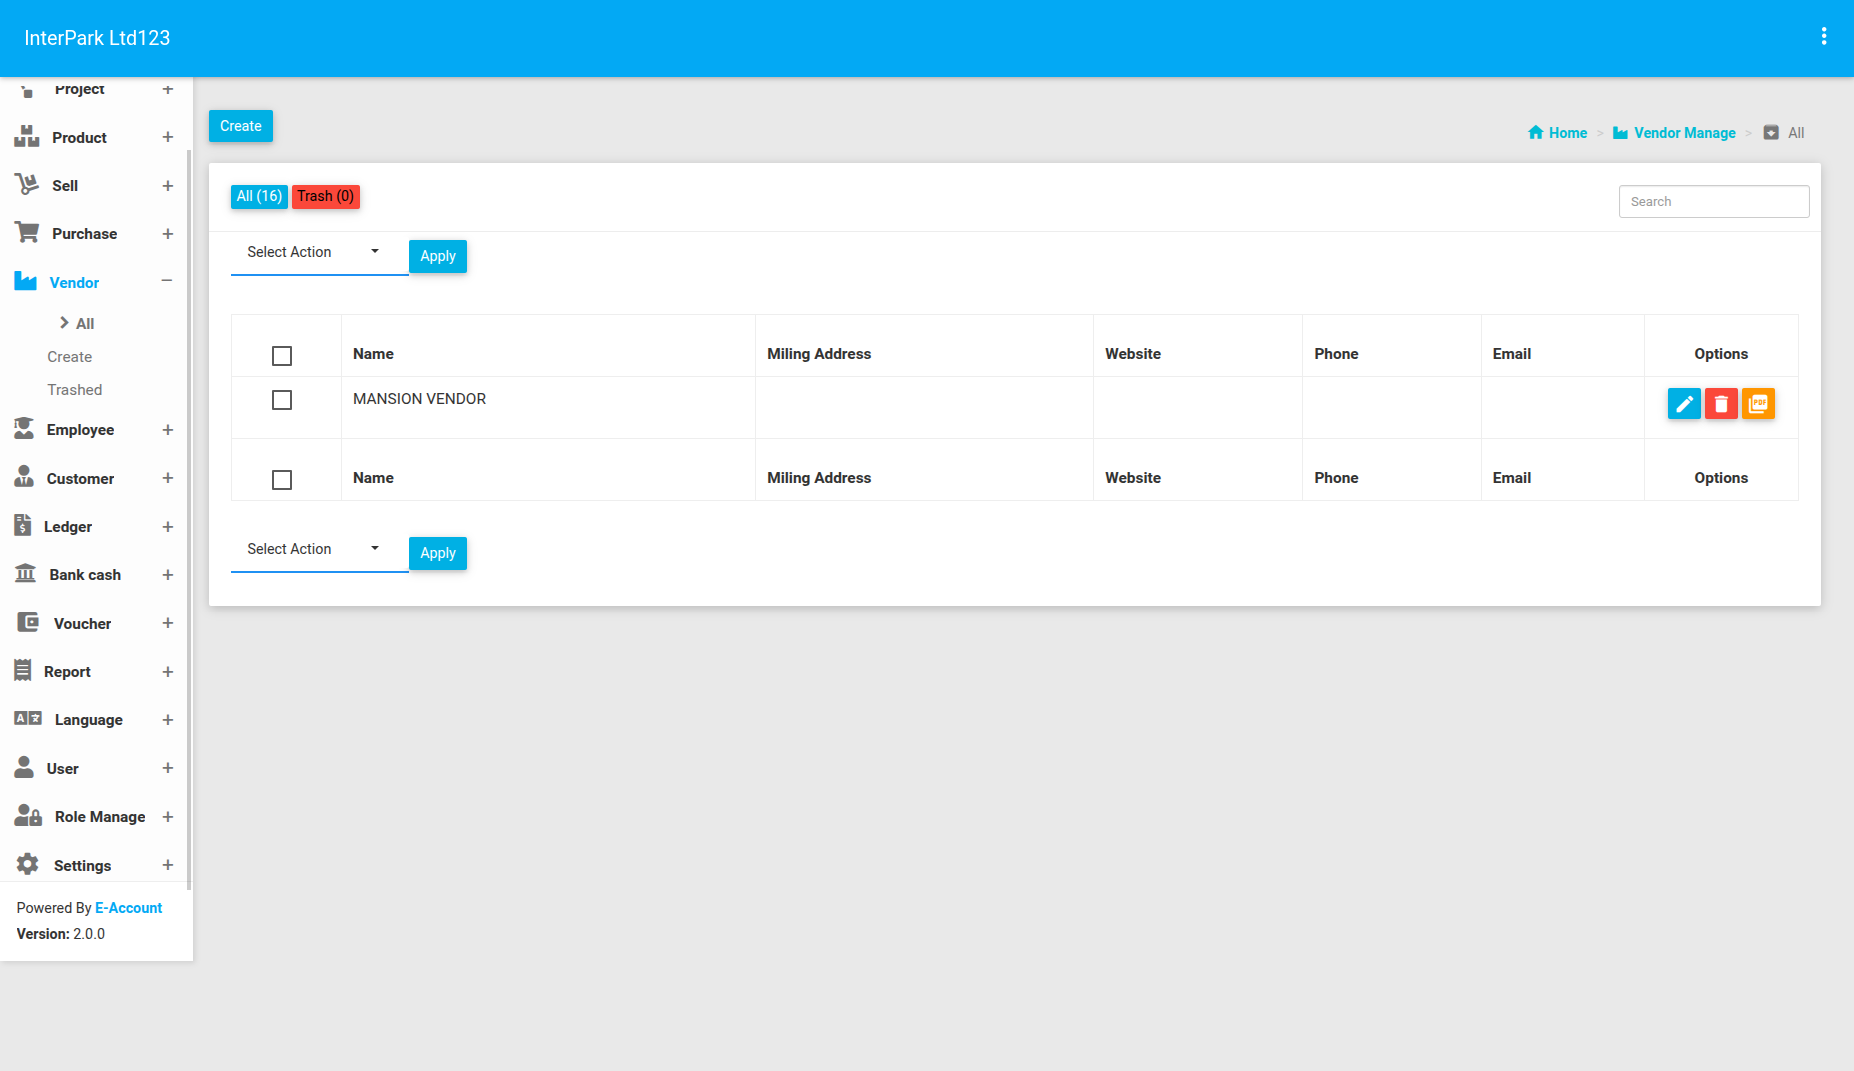 InterPark Ltd123
Project
Product
Sell
Purchase
Vendor
All
Create
Trashed
Employee
Customer
Ledger
Bank cash
Voucher
Report
Language
User
Role Manage
Settings
Powered By E-Account
Version: 2.0.0
Create
Home > Vendor Manage > All
All (16) Trash (0)
Search
Select Action Apply
Name Miling Address Website Phone Email Options
MANSION VENDOR
PDF
Name Miling Address Website Phone Email Options
Select Action Apply